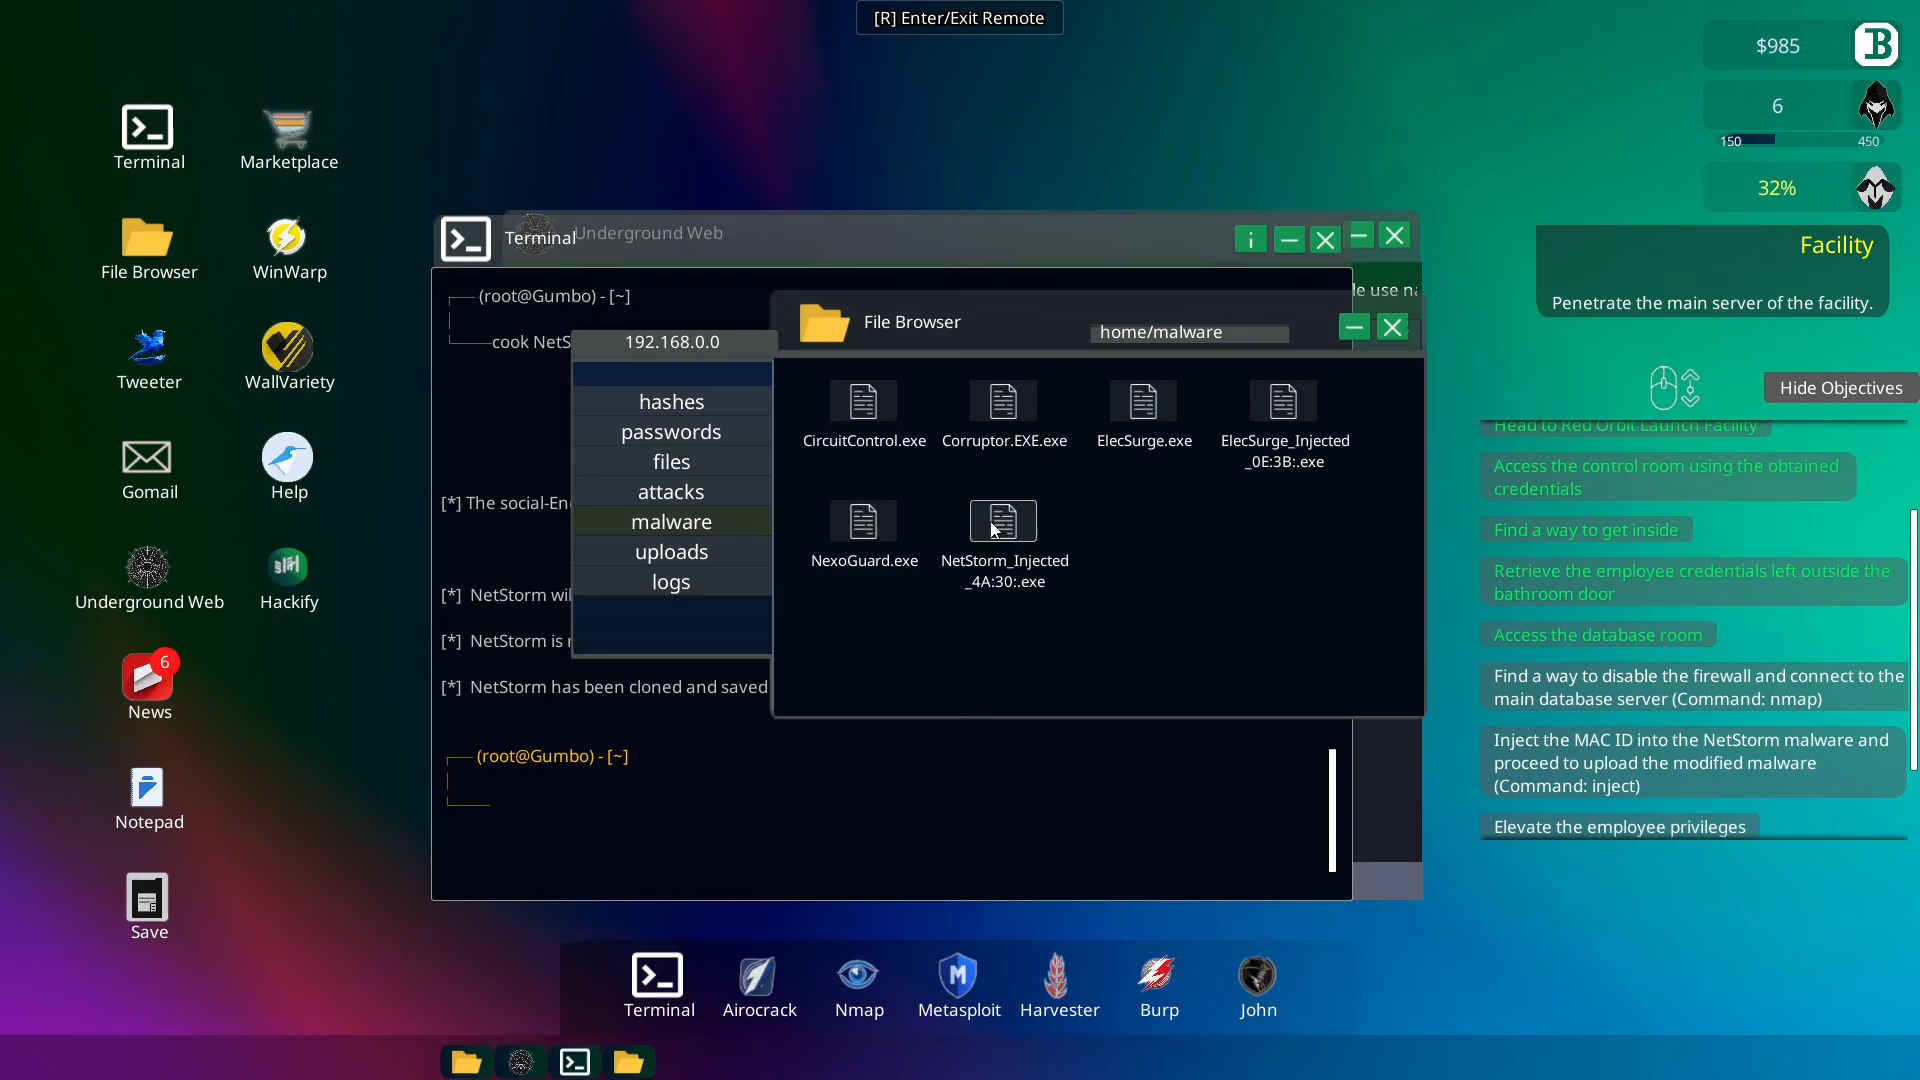 [R] Enter/Exit Remote
$985
B
6
150
450
32%
Facility
Penetrate the main server of the facility.
Hide Objectives
Head to Red Orbit Launch Facility
Access the control room using the obtained
credentials
Find a way to get inside
Retrieve the employee credentials left outside the
bathroom door
Access the database room
Find a way to disable the firewall and connect to the
main database server (Command: nmap)
Inject the MAC ID into the NetStorm malware and
proceed to upload the modified malware
(Command: inject)
Elevate the employee privileges
Terminal
Marketplace
File Browser
WinWarp
Tweeter
WallVariety
Gomail
Help
Underground Web
Hackify
6
News
Notepad
Save
Terminal
Underground Web
i
(root@Gumbo) - [~]
cook NetS
[*] The social-En
[*] NetStorm wil
[*] NetStorm is
[*] NetStorm has been cloned and saved
(root@Gumbo) - [~]
le use na
192.168.0.0
hashes
passwords
files
attacks
malware
uploads
logs
File Browser
home/malware
CircuitControl.exe
Corruptor.EXE.exe
ElecSurge.exe
ElecSurge_Injected
_0E:3B:.exe
NexoGuard.exe
NetStorm_Injected
_4A:30:.exe
Terminal
Airocrack
Nmap
M
Metasploit
Harvester
Burp
John